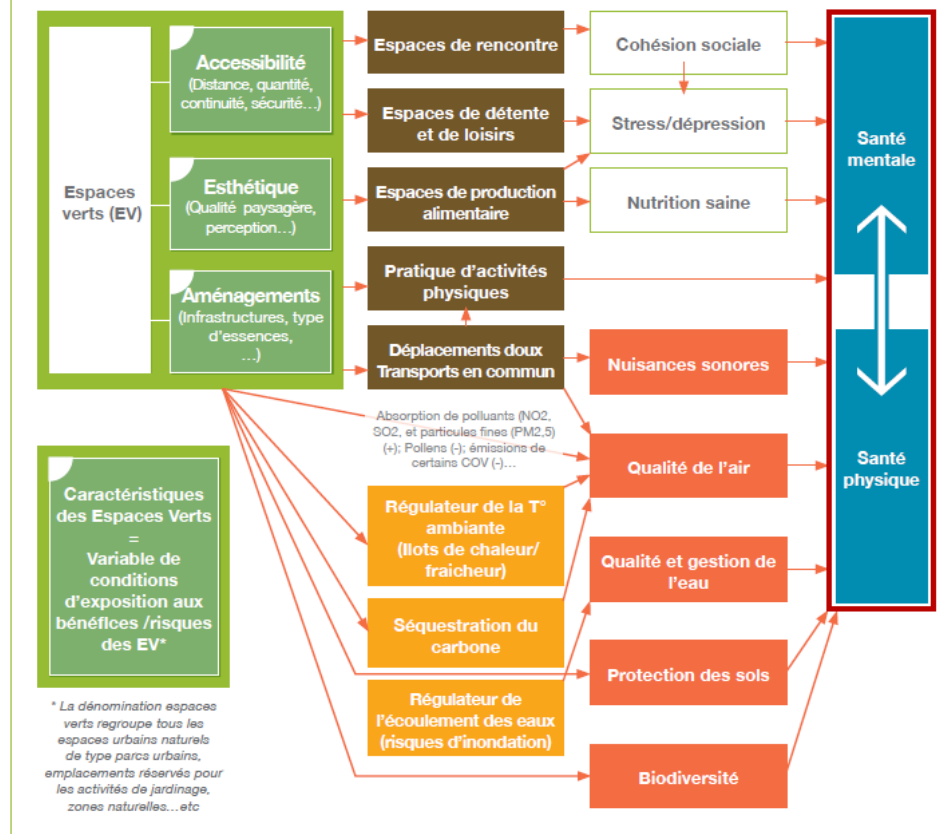 Espaces
verts (EV)
Accessibilité
(Distance, quantité,
continuité, sécurité…)
Esthétique
(Qualité paysagère,
perception…)
Aménagements
(Infrastructures, type
d'essences,
…)
Espaces de rencontre
Espaces de détente
et de loisirs
Espaces de production
alimentaire
Pratique d'activités
physiques
Déplacements doux
Transports en commun
Absorption de polluants (NO2,
SO2, et particules fines (PM2,5)
(+); Pollens (-); émissions de
certains COV (-)…
Régulateur de la T°
ambiante
(Ilots de chaleur/
fraicheur)
Séquestration du
carbone
Régulateur de
l'écoulement des eaux
(risques d'inondation)
Cohésion sociale
Stress/dépression
Nutrition saine
Nuisances sonores
Qualité de l'air
Qualité et gestion de
l'eau
Protection des sols
Biodiversité
Santé
mentale
Santé
physique
Caractéristiques
des Espaces Verts
=
Variable de
conditions
d'exposition aux
bénéfices /risques
des EV*
* La dénomination espaces
verts regroupe tous les
espaces urbains naturels
de type parcs urbains,
emplacements réservés pour
les activités de jardinage,
zones naturelles…etc